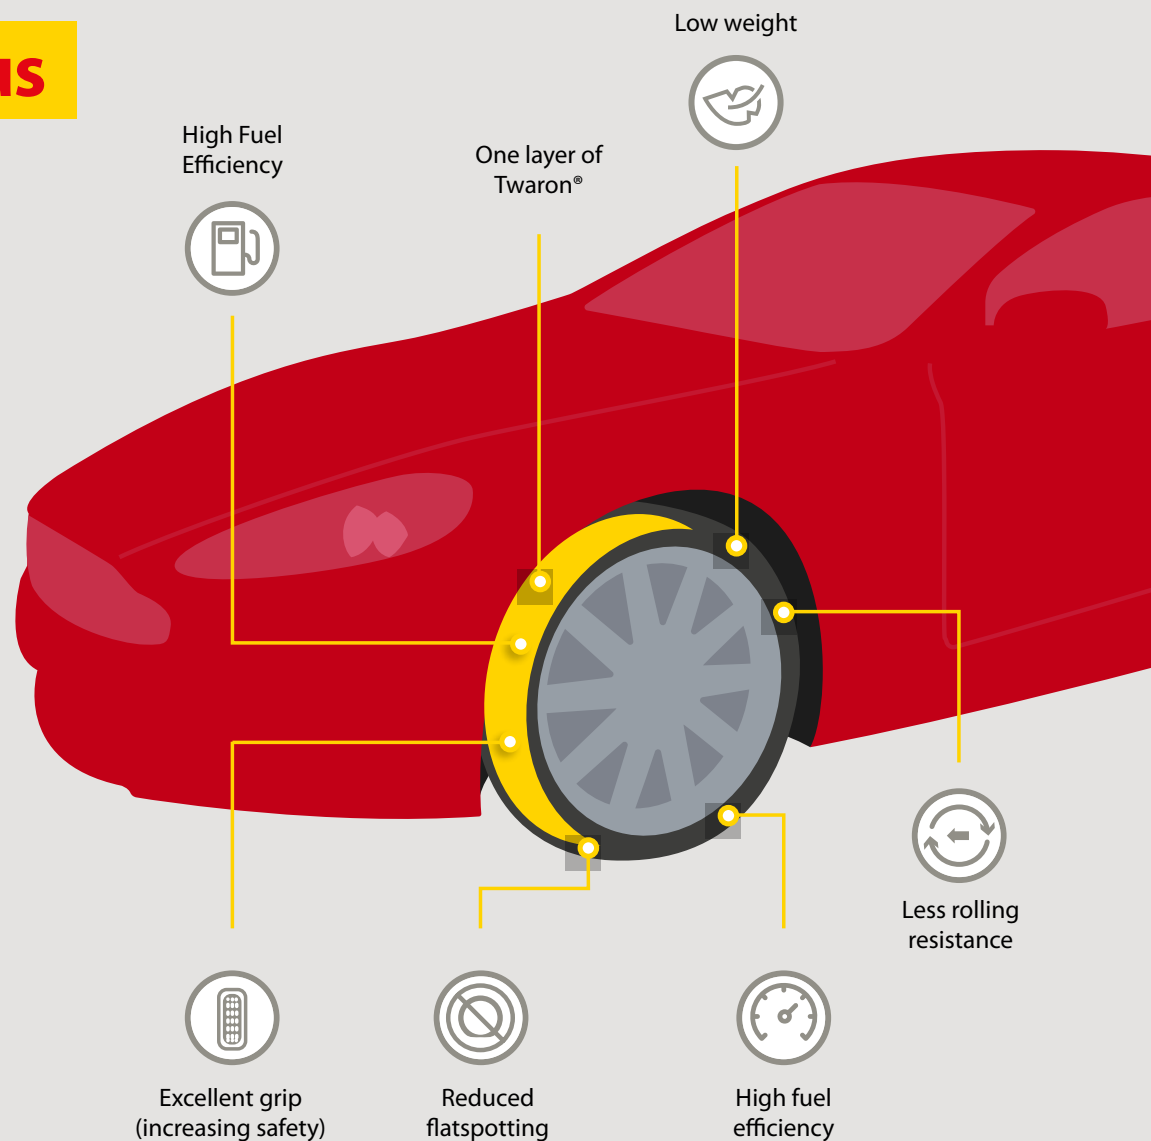 us
Low weight
High Fuel
Efficiency
One layer of
Twaron®
Less rolling
resistance
Excellent grip
(increasing safety)
Reduced
flatspotting
High fuel
efficiency